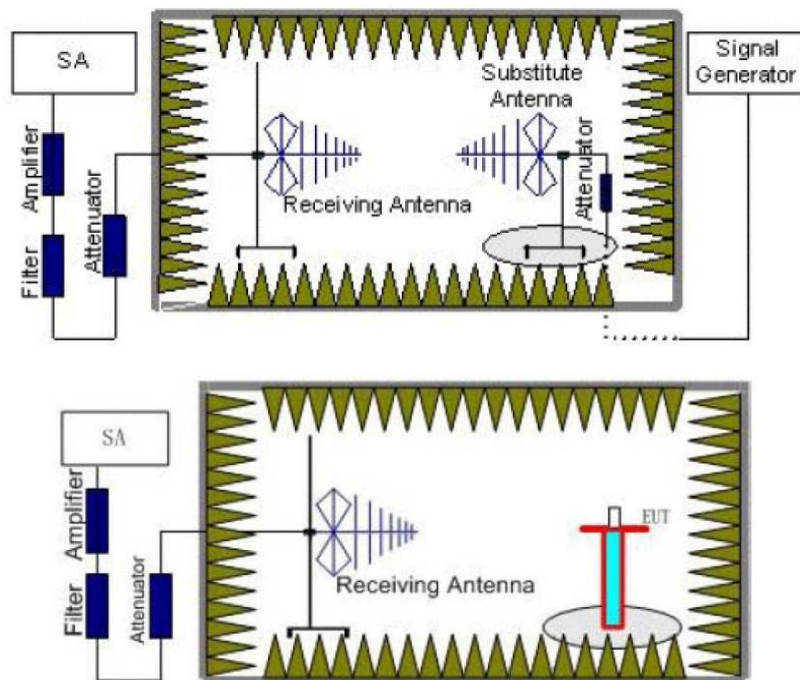 SA
Signal
Generator
Substitute
Antenna
Amplifier
Attenuator
Attenuator
Receiving Antenna
Filter
SA
Amplifier
EUT
Receiving Antenna
Filter
Attenuator